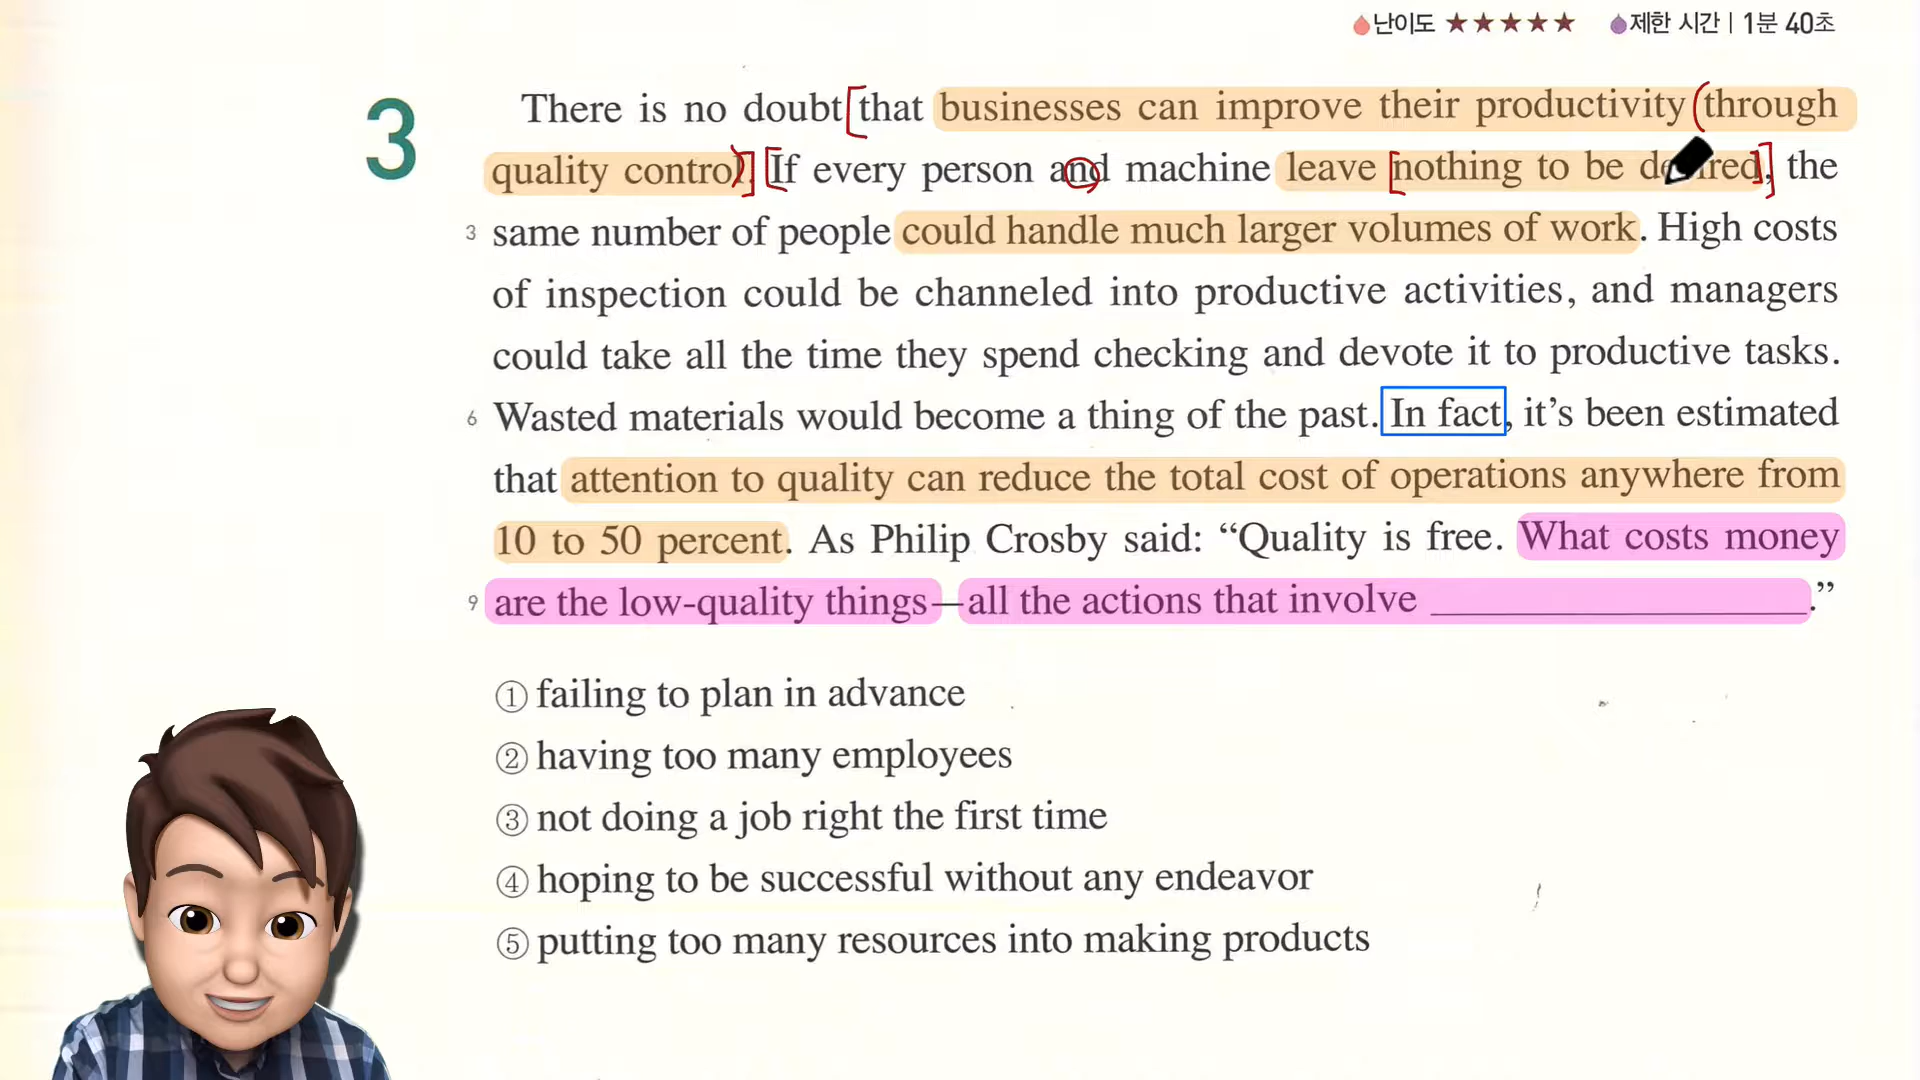 난이도 ★★★★★ 제한 시간 | 1분 40초
3
There is no doubt that businesses can improve their productivity through
quality control. If every person and machine leave nothing to be the
3 same number of people could handle much larger volumes of work. High costs
of inspection could be channeled into productive activities, and managers
could take all the time they spend checking and devote it to productive tasks.
6 Wasted materials would become a thing of the past. In fact, it's been estimated
that attention to quality can reduce the total cost of operations anywhere from
10 to 50 percent. As Philip Crosby said: “Quality is free. What costs money
9 are the low-quality things—all the actions that involve ____________.”
① failing to plan in advance
② having too many employees
③ not doing a job right the first time
④ hoping to be successful without any endeavor
⑤ putting too many resources into making products